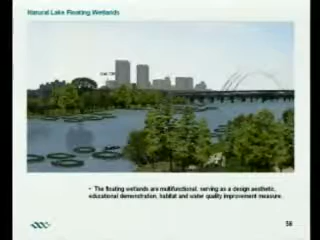 Natural Lake Floating Wetlands
• The floating wetlands are multifunctional, serving as a design aesthetic,
educational demonstration, habitat and water quality improvement measure.
56